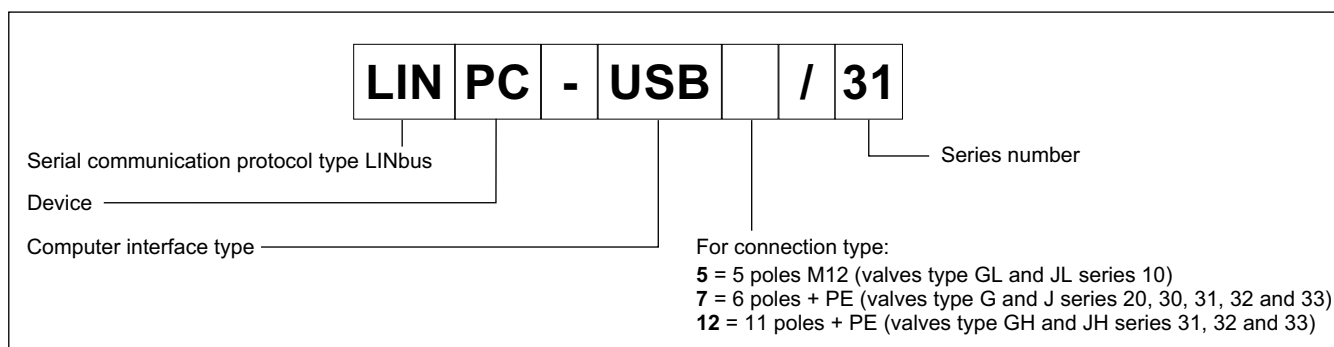 LIN PC - USB / 31
Serial communication protocol type LINbus
Series number
Device
Computer interface type
For connection type:
5 = 5 poles M12 (valves type GL and JL series 10)
7 = 6 poles + PE (valves type G and J series 20, 30, 31, 32 and 33)
12 = 11 poles + PE (valves type GH and JH series 31, 32 and 33)